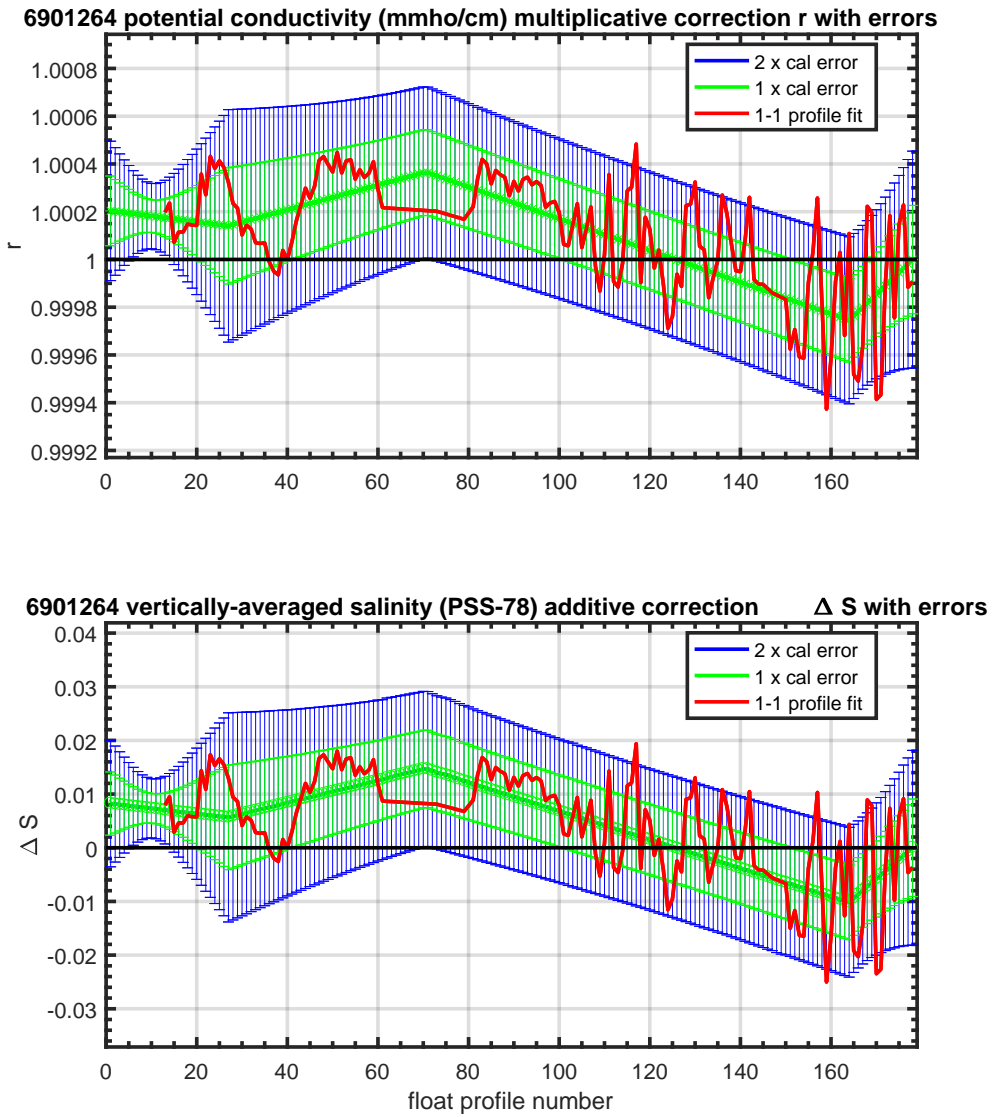 6901264 potential conductivity (mmho/cm) multiplicative correction r with errors
2 x cal error
1 x cal error
1-1 profile fit
1.0008
1.0006
1.0004
1.0002
1
0.9998
0.9996
0.9994
0.9992
r
0 20 40 60 80 100 120 140 160
6901264 vertically-averaged salinity (PSS-78) additive correction Δ S with errors
2 x cal error
1 x cal error
1-1 profile fit
0.04
0.03
0.02
0.01
0
-0.01
-0.02
-0.03
Δ S
0 20 40 60 80 100 120 140 160
float profile number